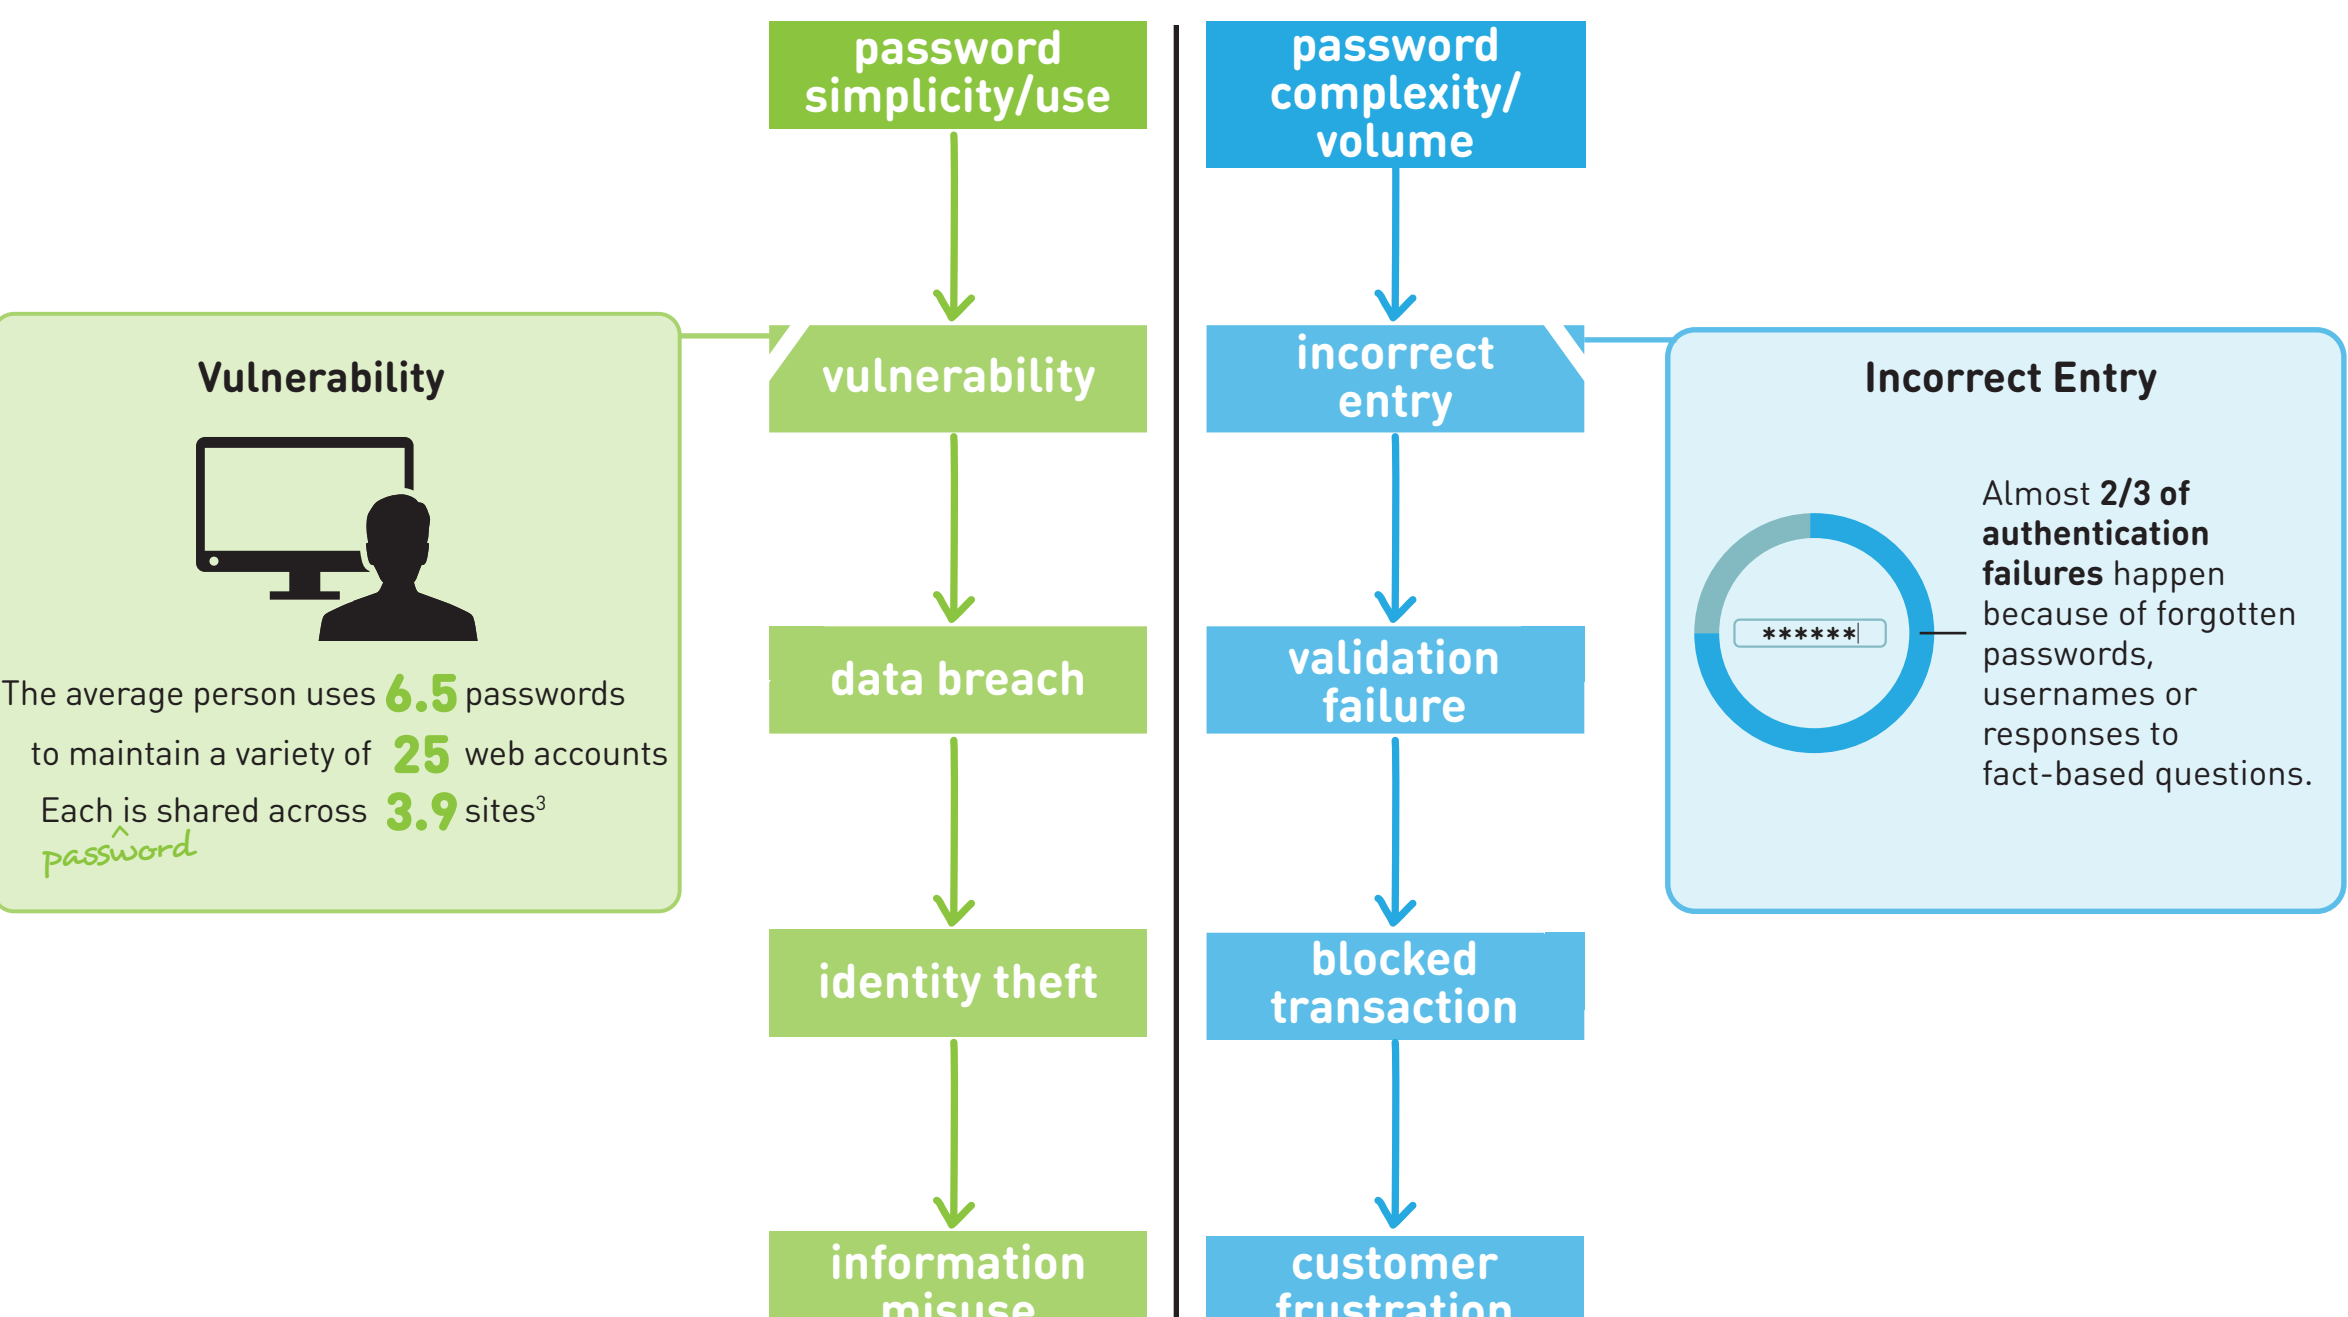 password
simplicity/use
password
complexity/
volume
Vulnerability
The average person uses 6.5 passwords
to maintain a variety of 25 web accounts
Each is shared across 3.9 sites³
^
password
vulnerability
incorrect
entry
Incorrect Entry
******
Almost 2/3 of
authentication
failures happen
because of forgotten
passwords,
usernames or
responses to
fact-based questions.
data breach
validation
failure
identity theft
blocked
transaction
information
misuse
customer
frustration